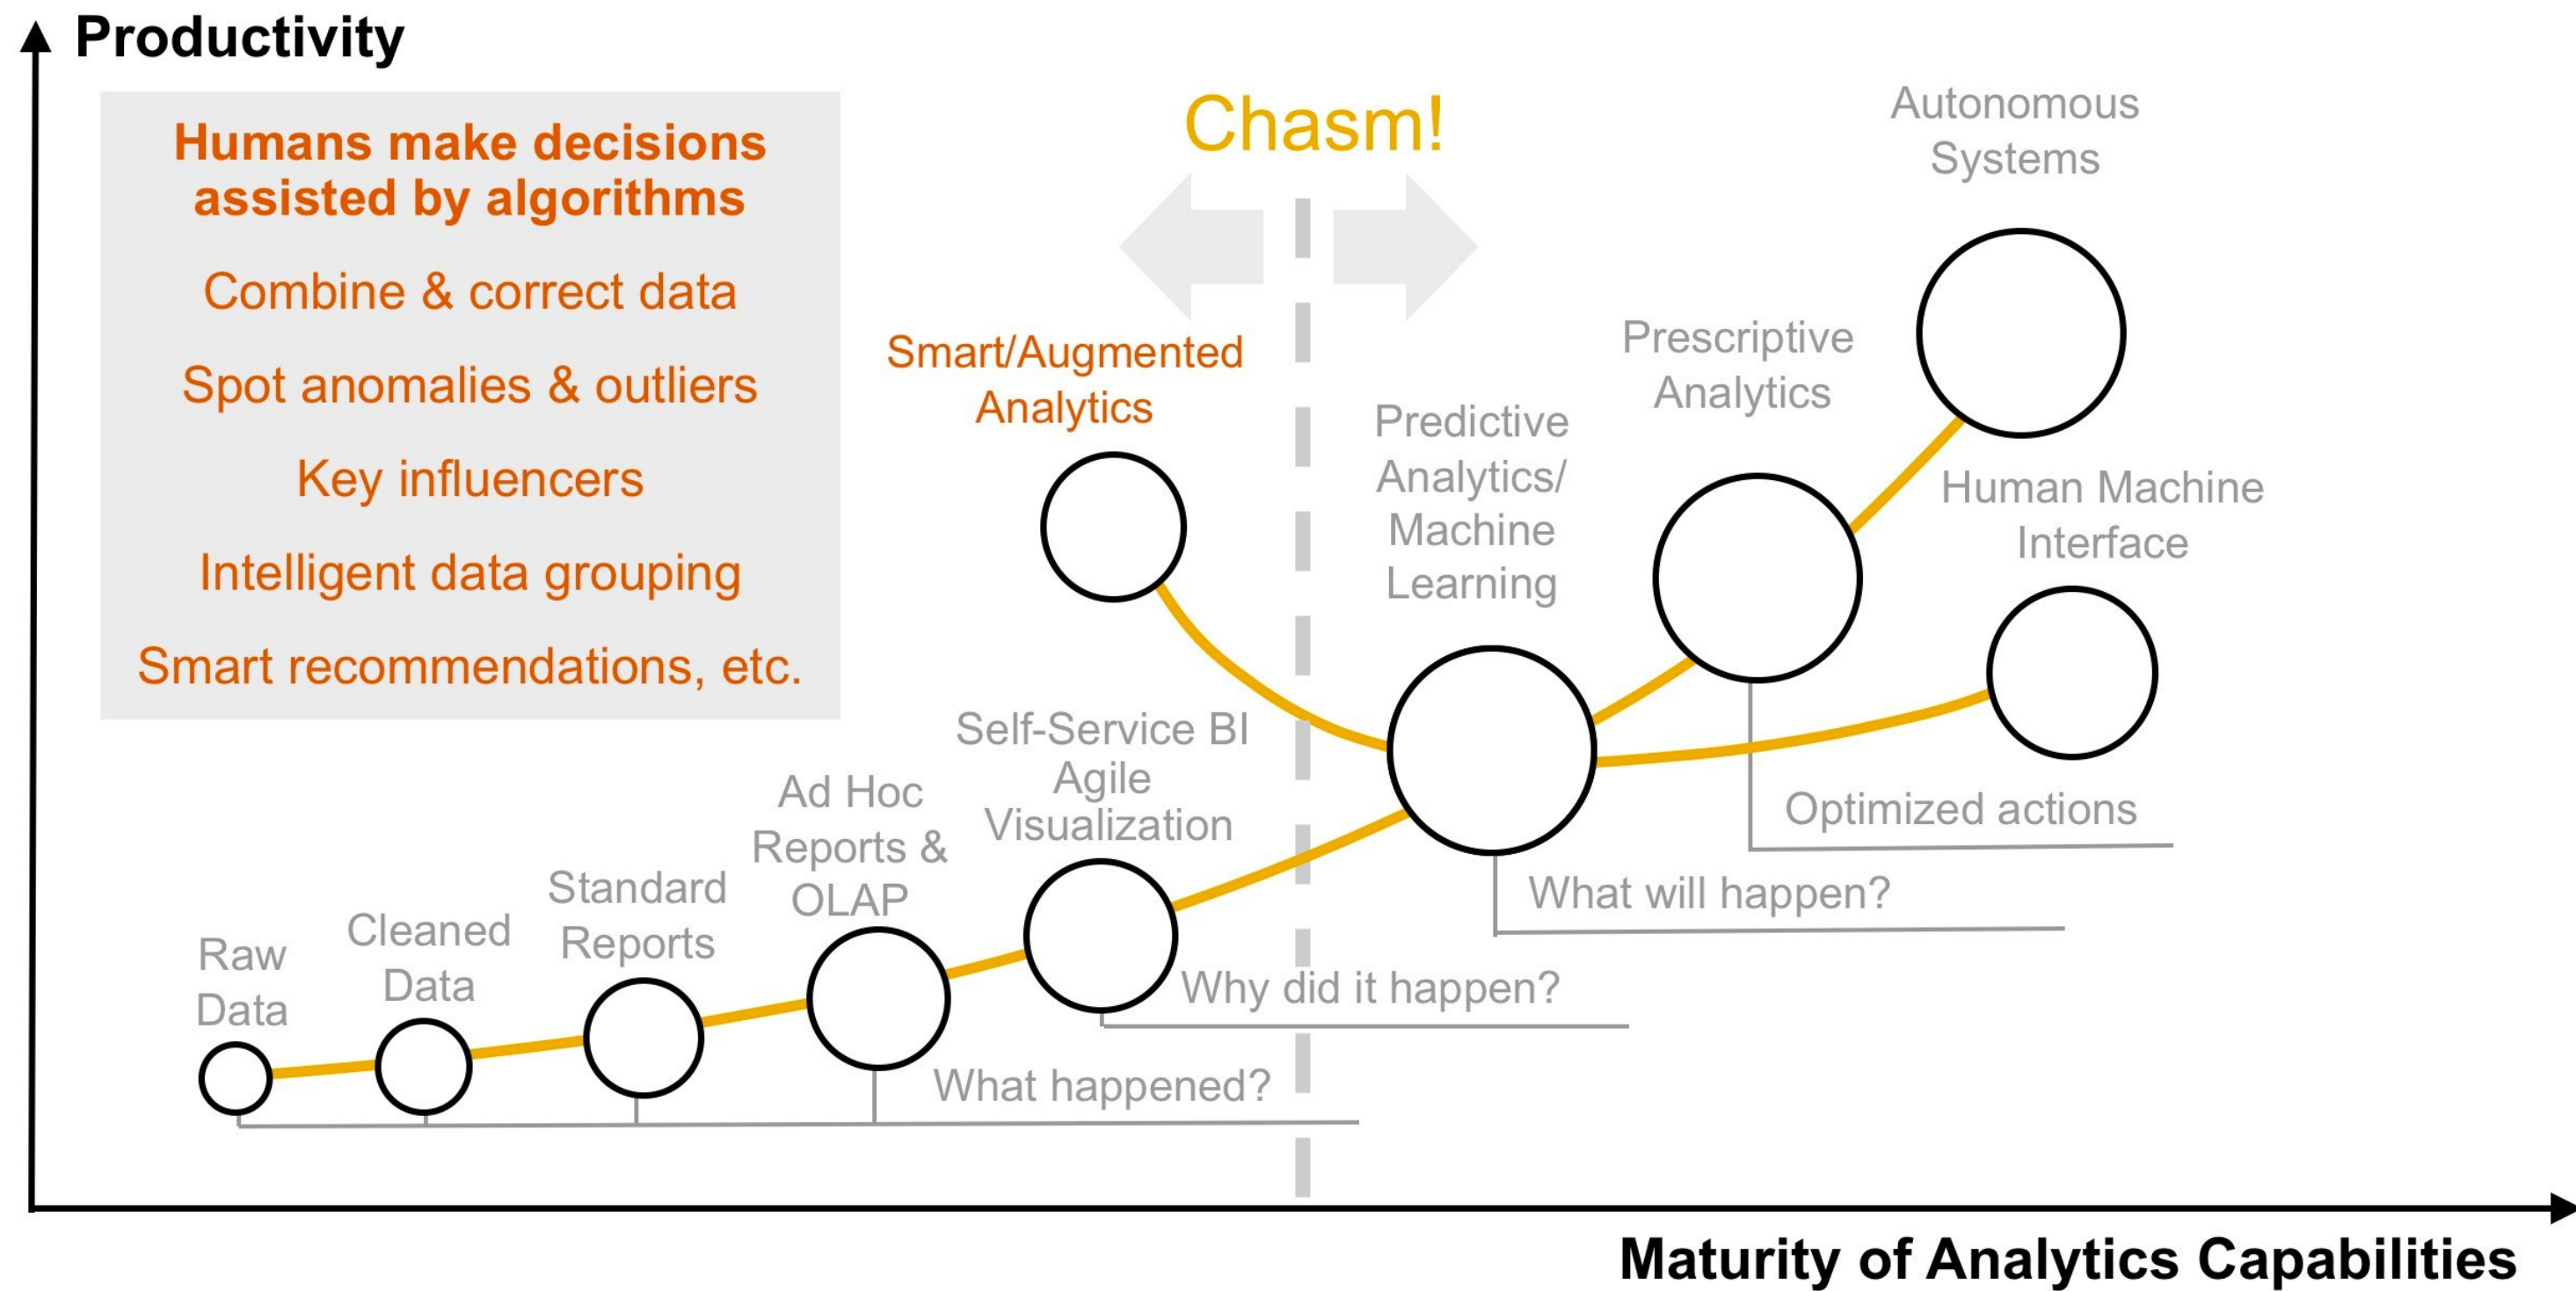 Productivity
Humans make decisions
assisted by algorithms
Combine & correct data
Spot anomalies & outliers
Key influencers
Intelligent data grouping
Smart recommendations, etc.
Chasm!
Smart/Augmented
Analytics
Autonomous
Systems
Prescriptive
Analytics
Predictive
Analytics/
Machine
Learning
Human Machine
Interface
Self-Service BI
Agile
Visualization
Ad Hoc
Reports &
OLAP
Standard
Reports
Cleaned
Data
Raw
Data
Optimized actions
What will happen?
Why did it happen?
What happened?
Maturity of Analytics Capabilities